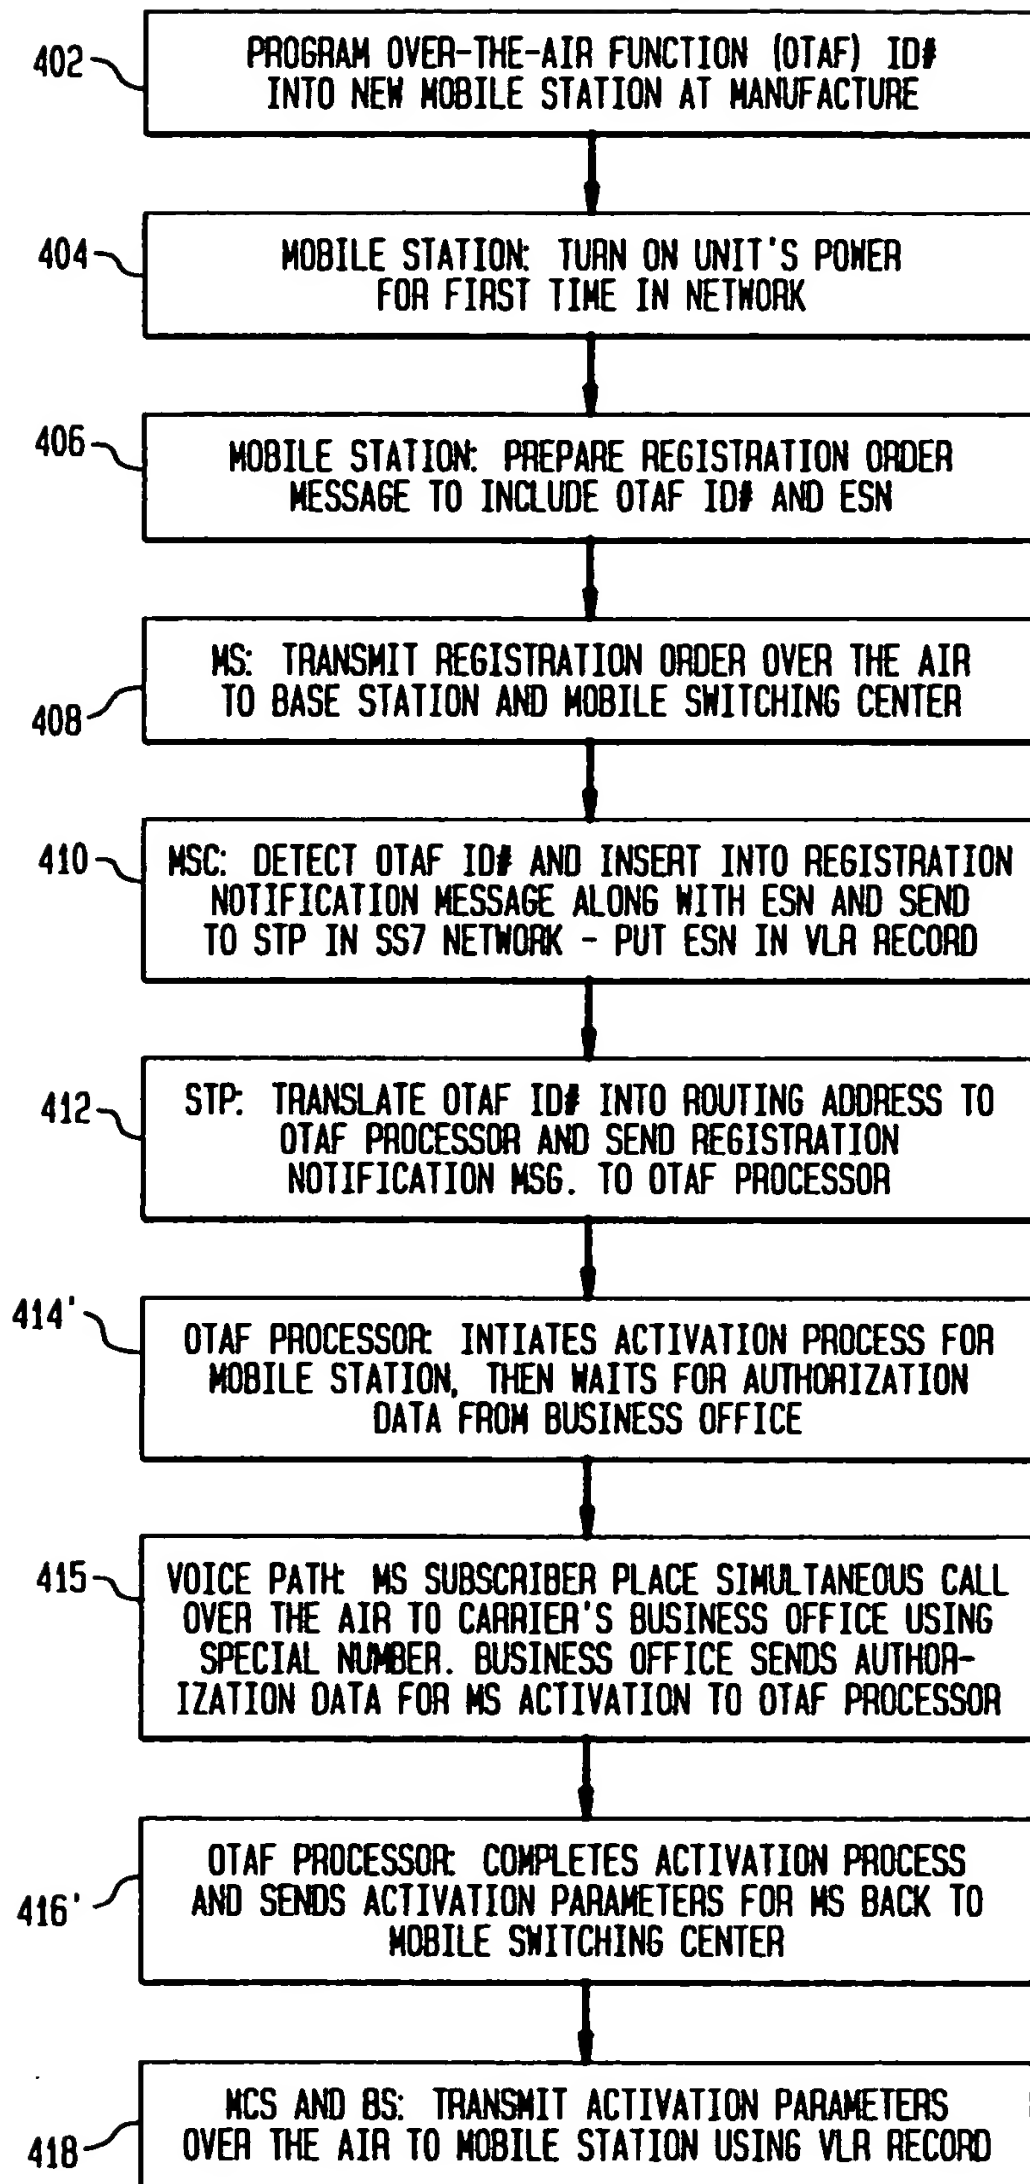 402
PROGRAM OVER-THE-AIR FUNCTION (OTAF) ID#
INTO NEW MOBILE STATION AT MANUFACTURE
404
MOBILE STATION: TURN ON UNIT'S POWER
FOR FIRST TIME IN NETWORK
406
MOBILE STATION: PREPARE REGISTRATION ORDER
MESSAGE TO INCLUDE OTAF ID# AND ESN
408
MS: TRANSMIT REGISTRATION ORDER OVER THE AIR
TO BASE STATION AND MOBILE SWITCHING CENTER
410
MSC: DETECT OTAF ID# AND INSERT INTO REGISTRATION
NOTIFICATION MESSAGE ALONG WITH ESN AND SEND
TO STP IN SS7 NETWORK - PUT ESN IN VLR RECORD
412
STP: TRANSLATE OTAF ID# INTO ROUTING ADDRESS TO
OTAF PROCESSOR AND SEND REGISTRATION
NOTIFICATION MSG. TO OTAF PROCESSOR
414'
OTAF PROCESSOR: INTIATES ACTIVATION PROCESS FOR
MOBILE STATION, THEN WAITS FOR AUTHORIZATION
DATA FROM BUSINESS OFFICE
415
VOICE PATH: MS SUBSCRIBER PLACE SIMULTANEOUS CALL
OVER THE AIR TO CARRIER'S BUSINESS OFFICE USING
SPECIAL NUMBER. BUSINESS OFFICE SENDS AUTHOR-
IZATION DATA FOR MS ACTIVATION TO OTAF PROCESSOR
416'
OTAF PROCESSOR: COMPLETES ACTIVATION PROCESS
AND SENDS ACTIVATION PARAMETERS FOR MS BACK TO
MOBILE SWITCHING CENTER
418
MCS AND BS: TRANSMIT ACTIVATION PARAMETERS
OVER THE AIR TO MOBILE STATION USING VLR RECORD